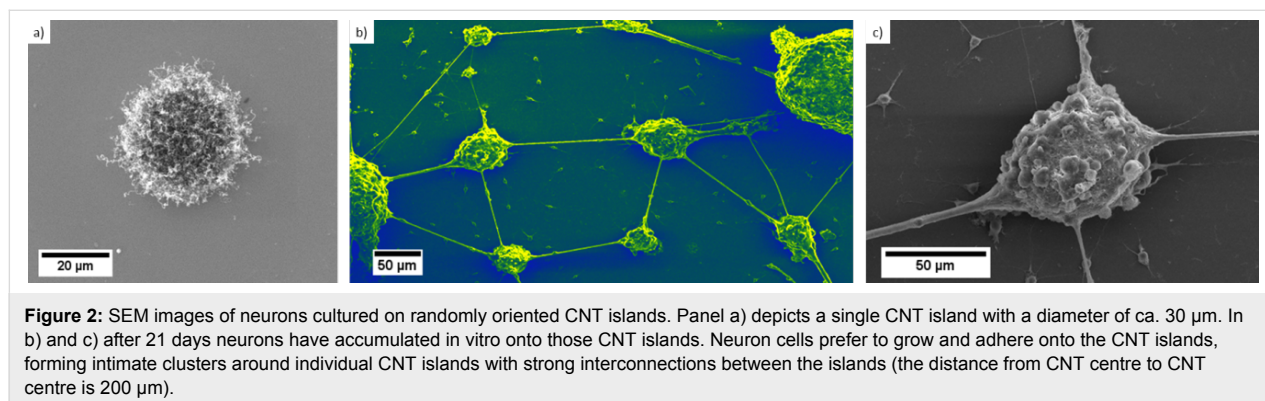 a)
b)
c)
20 µm
50 µm
50 µm
Figure 2: SEM images of neurons cultured on randomly oriented CNT islands. Panel a) depicts a single CNT island with a diameter of ca. 30 µm. In
b) and c) after 21 days neurons have accumulated in vitro onto those CNT islands. Neuron cells prefer to grow and adhere onto the CNT islands,
forming intimate clusters around individual CNT islands with strong interconnections between the islands (the distance from CNT centre to CNT
centre is 200 µm).